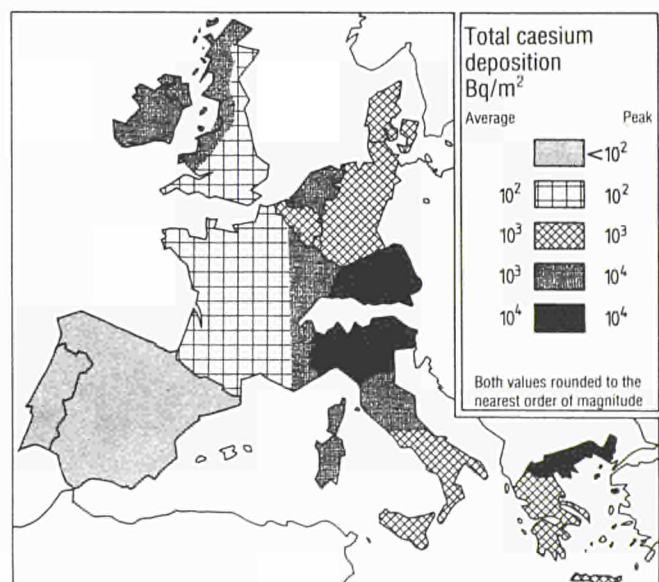 Total caesium
deposition
Bq/m²
Average Peak
<10²
10² 10²
10³ 10³
10³ 10⁴
10⁴ 10⁴
Both values rounded to the
nearest order of magnitude